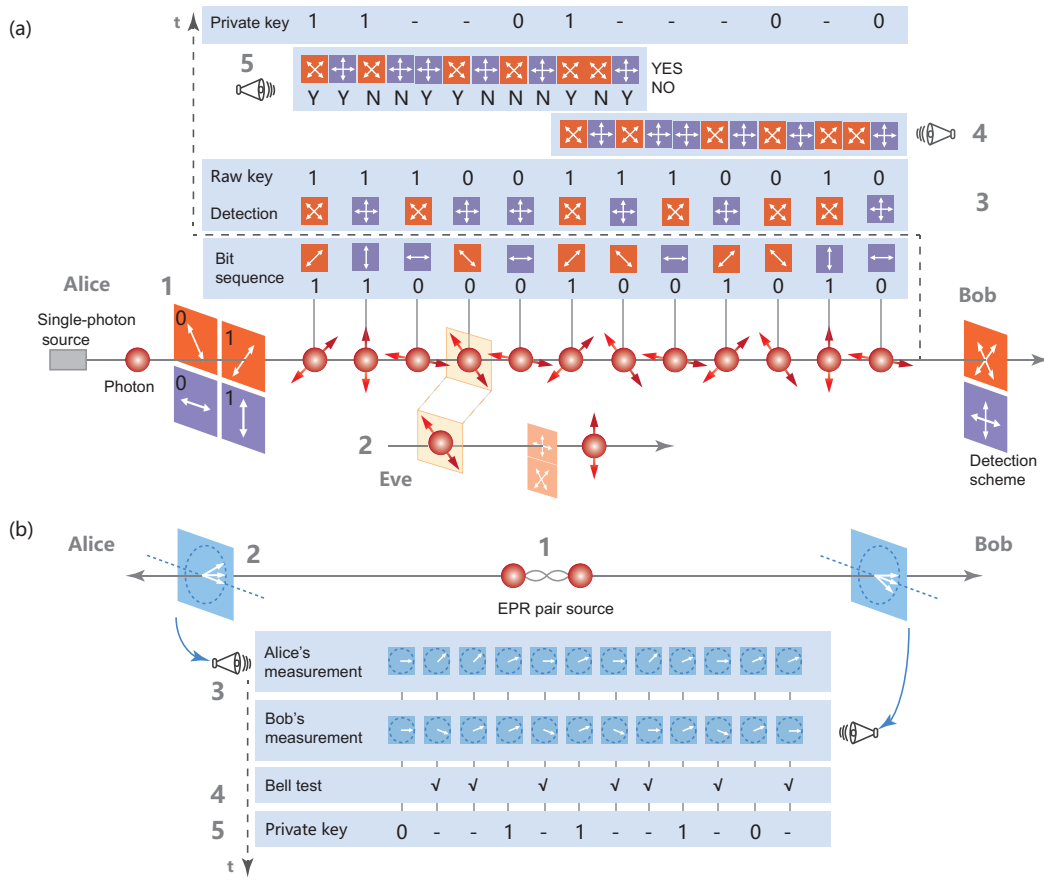 (a)
t
Private key 1 1 - - 0 1 - - - 0 - 0
5
YES
NO
Y Y N N Y Y N N N Y N Y
4
Raw key 1 1 1 0 0 1 1 1 0 0 1 0
Detection
3
Bit
sequence
1 1 0 0 0 1 0 0 1 0 1 0
Alice
1
Bob
Single-photon
source
0
1
Photon
0
1
2
Eve
Detection
scheme
(b)
Alice
2
1
Bob
EPR pair source
Alice's
measurement
3
Bob's
measurement
4
Bell test √ √ √ √ √ √ √
5
Private key 0 - - 1 - 1 - - 1 - 0 -
t